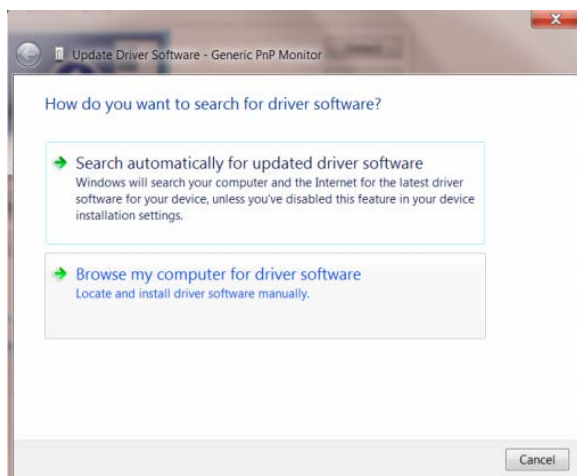 Update Driver Software - Generic PnP Monitor
How do you want to search for driver software?
Search automatically for updated driver software
Windows will search your computer and the Internet for the latest driver
software for your device, unless you've disabled this feature in your device
installation settings.
Browse my computer for driver software
Locate and install driver software manually.
Cancel